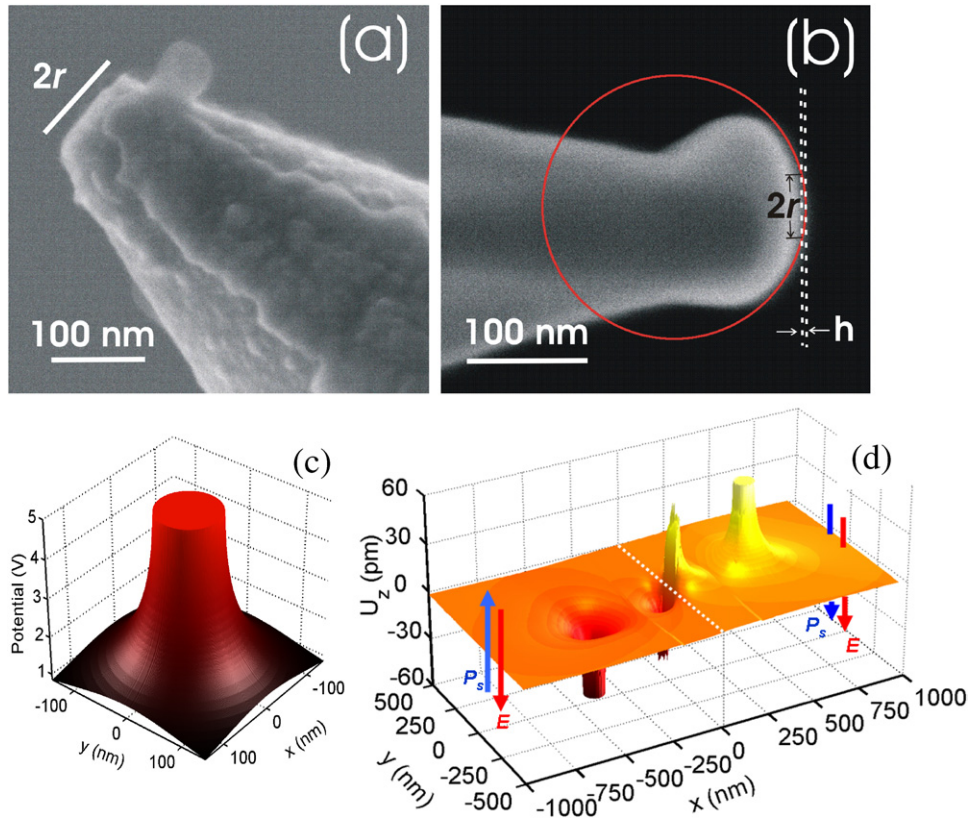 (a)
2r
100 nm
(b)
2r
h
100 nm
(c)
5
4
3
2
1
Potential (V)
-100
0
100
y (nm)
100
0
-100
x (nm)
(d)
60
30
0
-30
-60
U_z (pm)
P_s
E
P_s
E
500
250
0
-250
-500
y (nm)
-1000
-750
-500
-250
0
250
500
750
1000
x (nm)